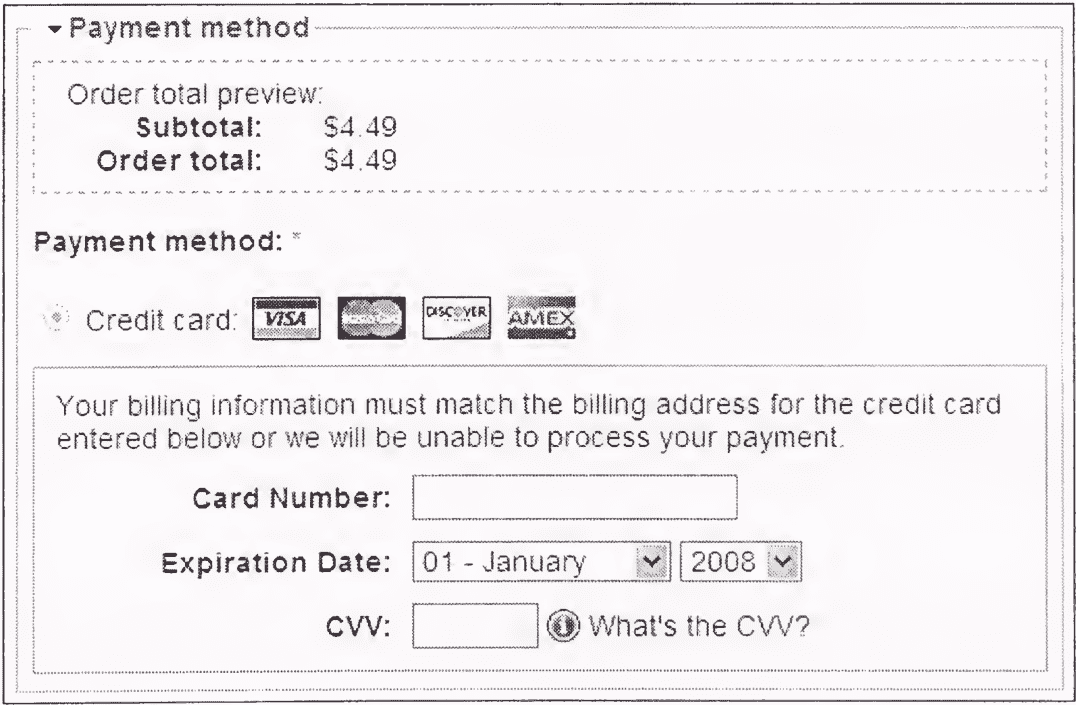 Payment method
Order total preview:
Subtotal: $4.49
Order total: $4.49
Payment method: *
Credit card: VISA DISCOVER AMEX
Your billing information must match the billing address for the credit card
entered below or we will be unable to process your payment.
Card Number:
Expiration Date: 01 - January 2008
CVV: What's the CVV?